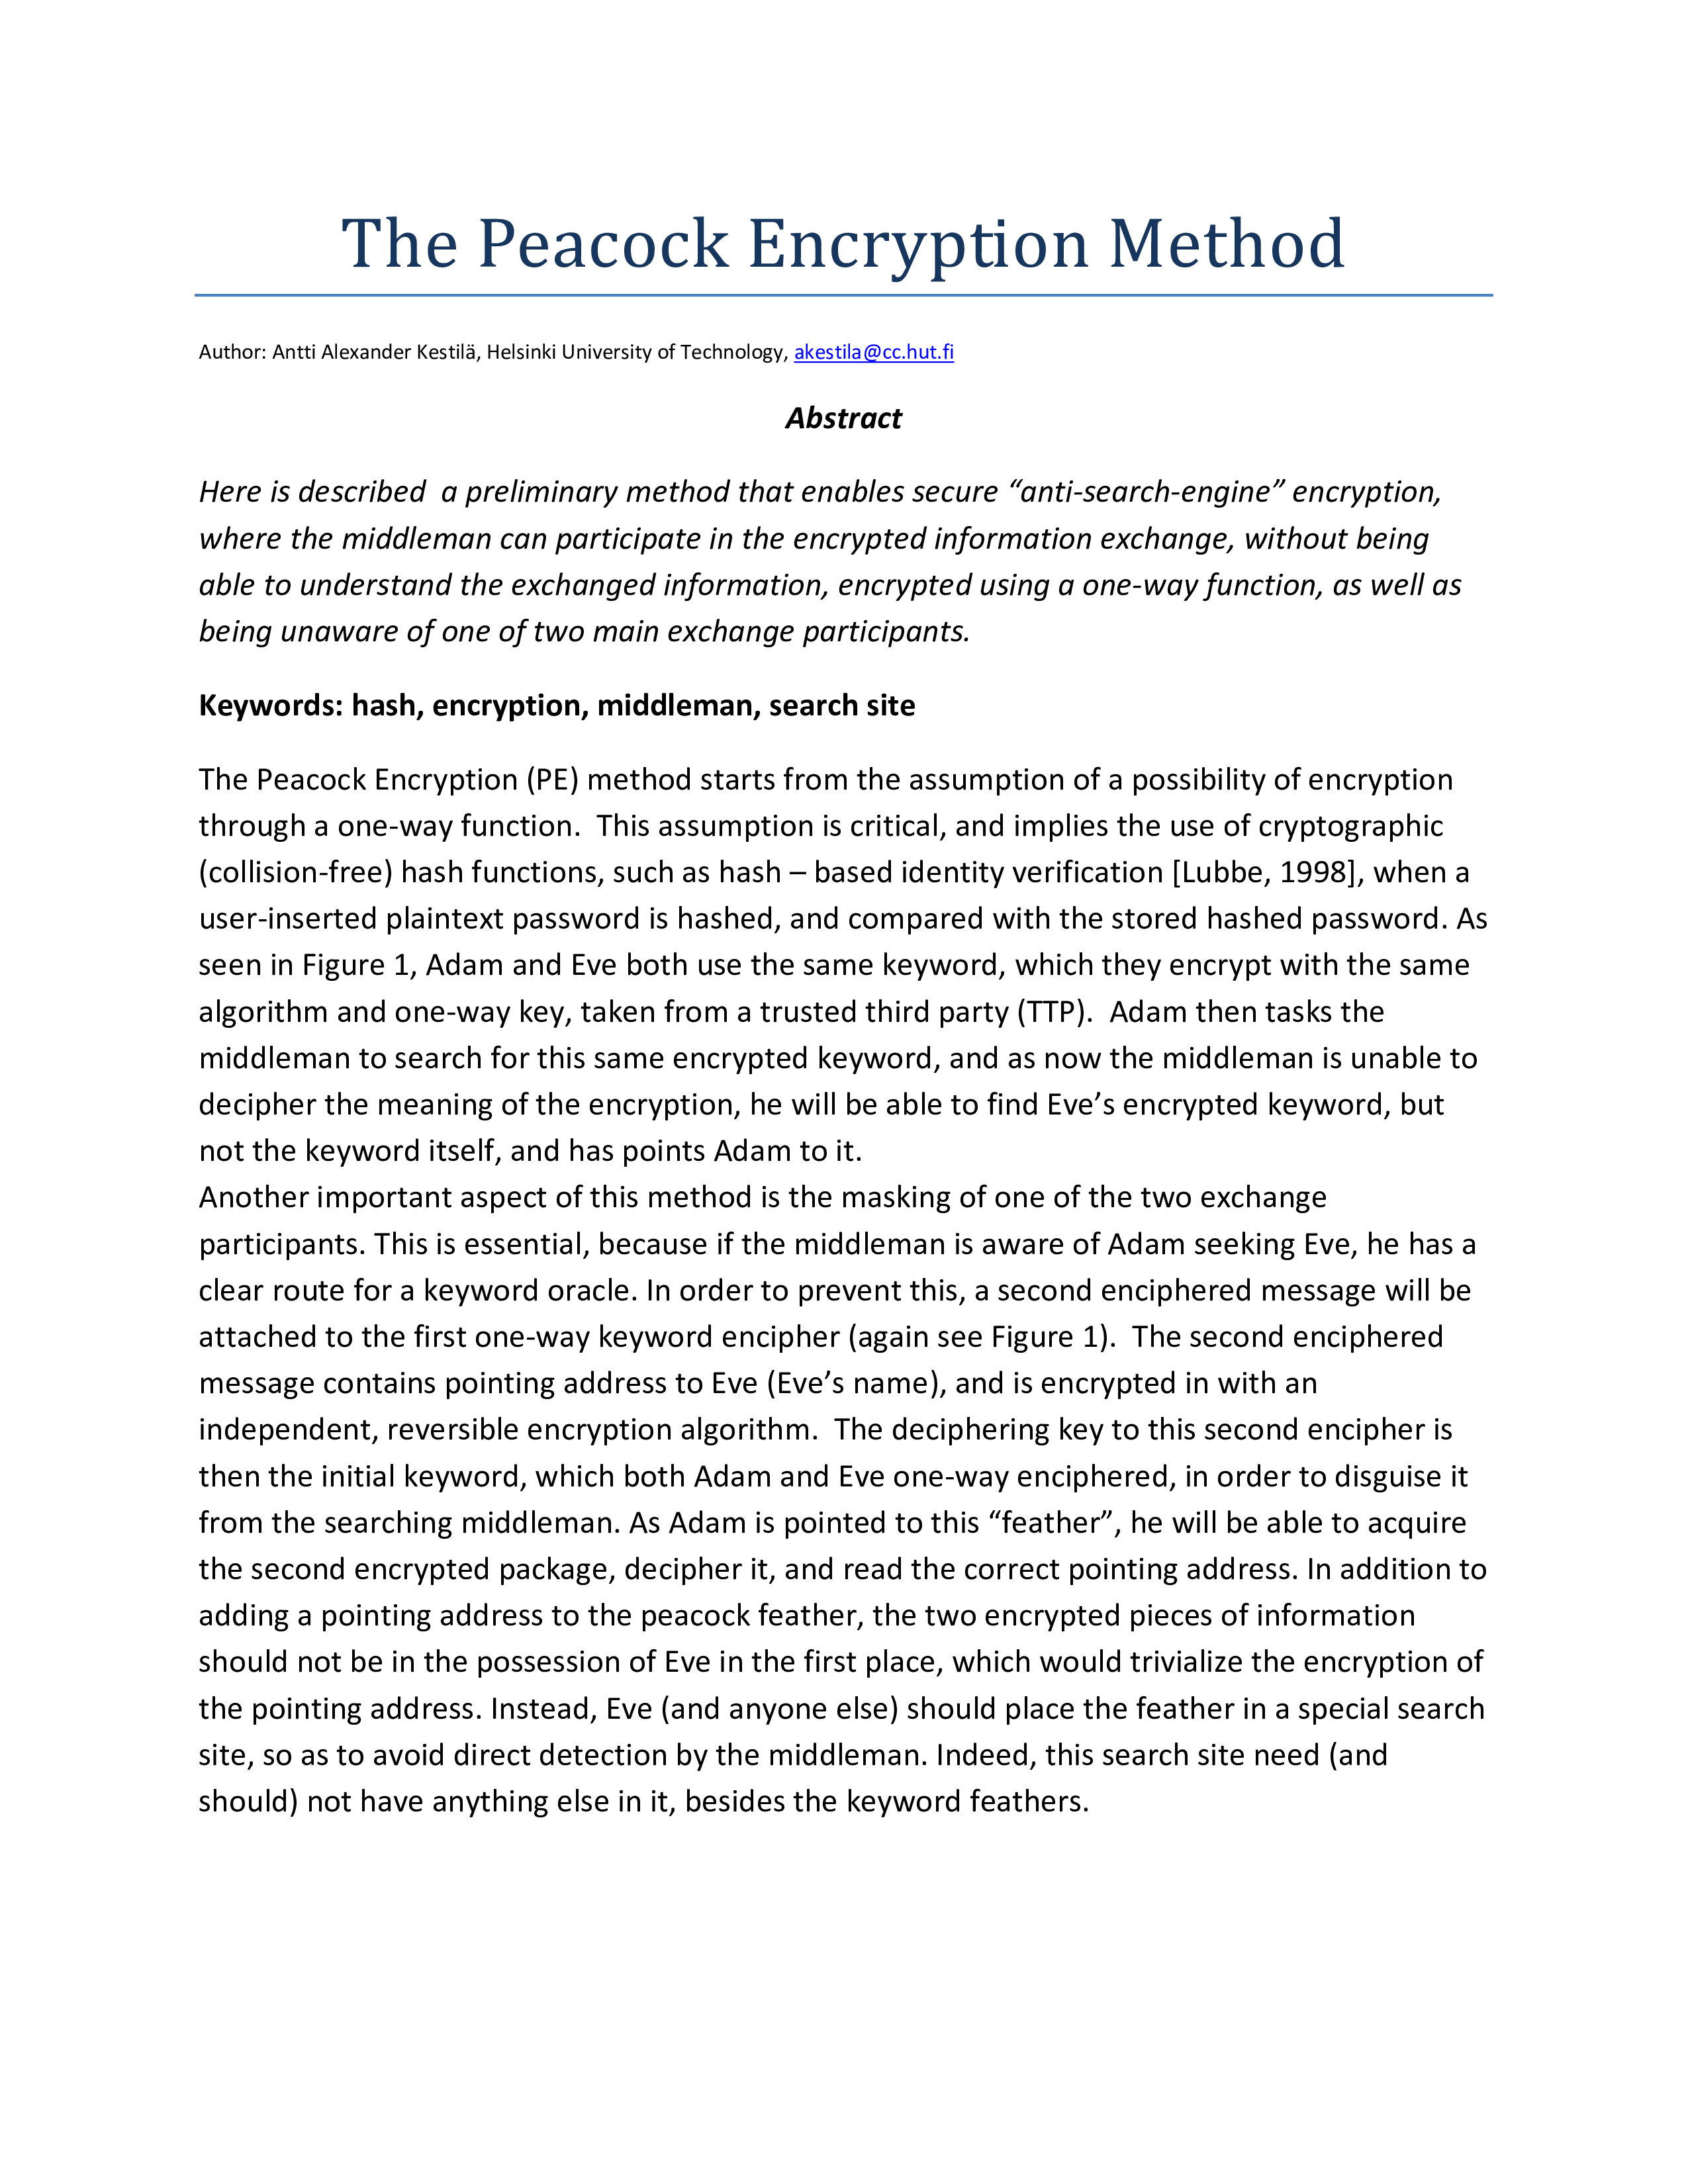 The Peacock Encryption Method
Author: Antti Alexander Kestilä, Helsinki University of Technology, akestila@cc.hut.fi
Abstract
Here is described  a preliminary method that enables secure “anti-search-engine” encryption,
where the middleman can participate in the encrypted information exchange, without being
able to understand the exchanged information, encrypted using a one-way function, as well as
being unaware of one of two main exchange participants.
Keywords: hash, encryption, middleman, search site
The Peacock Encryption (PE) method starts from the assumption of a possibility of encryption
through a one-way function.  This assumption is critical, and implies the use of cryptographic
(collision-free) hash functions, such as hash – based identity verification [Lubbe, 1998], when a
user-inserted plaintext password is hashed, and compared with the stored hashed password. As
seen in Figure 1, Adam and Eve both use the same keyword, which they encrypt with the same
algorithm and one-way key, taken from a trusted third party (TTP).  Adam then tasks the
middleman to search for this same encrypted keyword, and as now the middleman is unable to
decipher the meaning of the encryption, he will be able to find Eve’s encrypted keyword, but
not the keyword itself, and has points Adam to it.
Another important aspect of this method is the masking of one of the two exchange
participants. This is essential, because if the middleman is aware of Adam seeking Eve, he has a
clear route for a keyword oracle. In order to prevent this, a second enciphered message will be
attached to the first one-way keyword encipher (again see Figure 1).  The second enciphered
message contains pointing address to Eve (Eve’s name), and is encrypted in with an
independent, reversible encryption algorithm.  The deciphering key to this second encipher is
then the initial keyword, which both Adam and Eve one-way enciphered, in order to disguise it
from the searching middleman. As Adam is pointed to this “feather”, he will be able to acquire
the second encrypted package, decipher it, and read the correct pointing address. In addition to
adding a pointing address to the peacock feather, the two encrypted pieces of information
should not be in the possession of Eve in the first place, which would trivialize the encryption of
the pointing address. Instead, Eve (and anyone else) should place the feather in a special search
site, so as to avoid direct detection by the middleman. Indeed, this search site need (and
should) not have anything else in it, besides the keyword feathers.